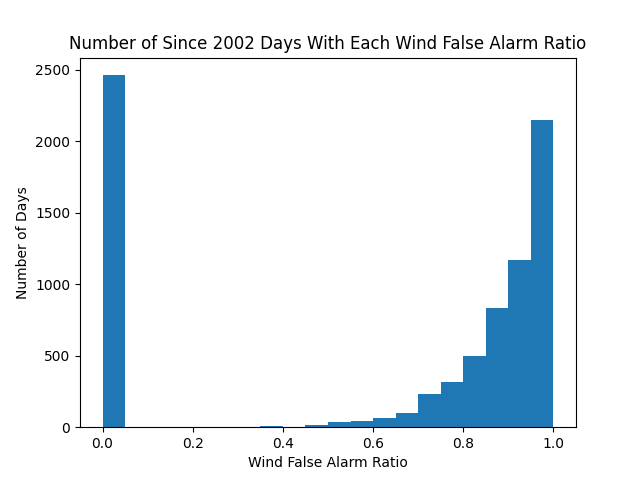 Number of Since 2002 Days With Each Wind False Alarm Ratio
2500
2000
1500
1000
500
0
Number of Days
0.0 0.2 0.4 0.6 0.8 1.0
Wind False Alarm Ratio